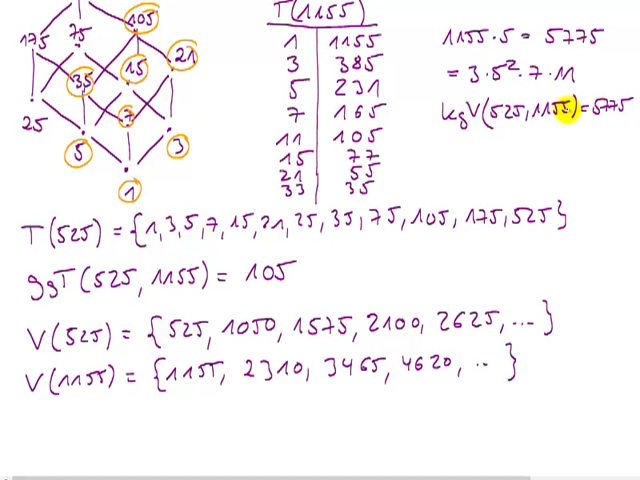 105
175 75
21
35 15
25 7
5 3
1
T(1155)
1 1155
3 385
5 231
7 165
11 105
15 77
21 55
33 35
1155·5 = 5775
= 3·5²·7·11
kgV(525,1155)=5775
T(525) = {1,3,5,7,15,21,25,35,75,105,175,525}
ggT(525,1155) = 105
V(525) = {525, 1050, 1575, 2100, 2625, ...}
V(1155) = {1155, 2310, 3465, 4620, ..}